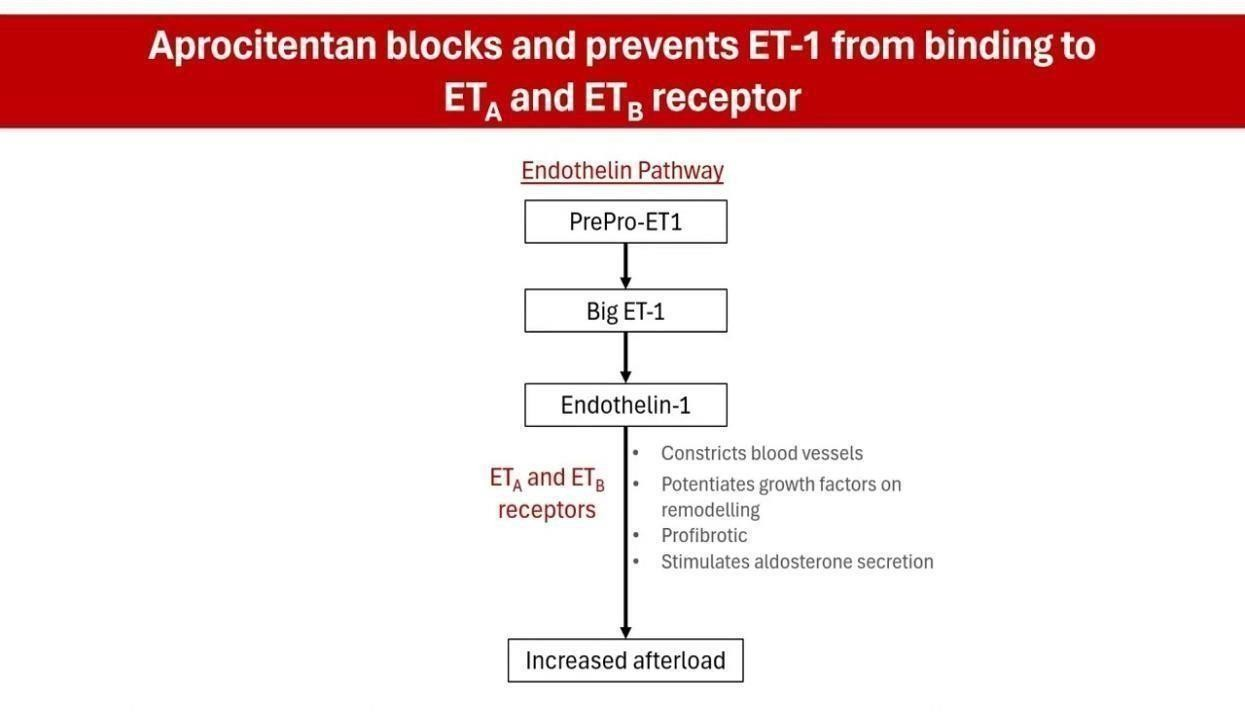 Aprocitentan blocks and prevents ET-1 from binding to
ETA and ETB receptor
Endothelin Pathway
PrePro-ET1
Big ET-1
Endothelin-1
ETA and ETB
receptors
• Constricts blood vessels
• Potentiates growth factors on
remodelling
• Profibrotic
• Stimulates aldosterone secretion
Increased afterload